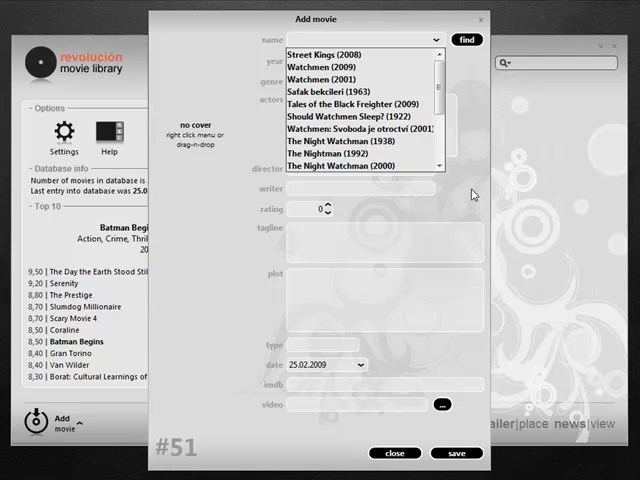 Add movie
x
revolución
movie library
Options
Settings
Help
Database info
Number of movies in database is
Last entry into database was 25.0
Top 10
Batman Begin
Action, Crime, Thril
20
9,50 | The Day the Earth Stood Stil
9,20 | Serenity
8,80 | The Prestige
8,70 | Slumdog Millionaire
8,70 | Scary Movie 4
8,50 | Coraline
8,50 | Batman Begins
8,40 | Gran Torino
8,40 | Van Wilder
8,30 | Borat: Cultural Learnings of
Add
movie
no cover
right click menu or
drag-n-drop
name
find
year
genre
actors
Street Kings (2008)
Watchmen (2009)
Watchmen (2001)
Safak bekcileri (1963)
Tales of the Black Freighter (2009)
Should Watchmen Sleep? (1922)
Watchmen: Svoboda je otroctví (2001)
The Night Watchman (1938)
The Nightman (1992)
The Night Watchman (2000)
director
writer
rating
0
tagline
plot
type
date
25.02.2009
imdb
video
...
#51
close
save
ailer|place news|view